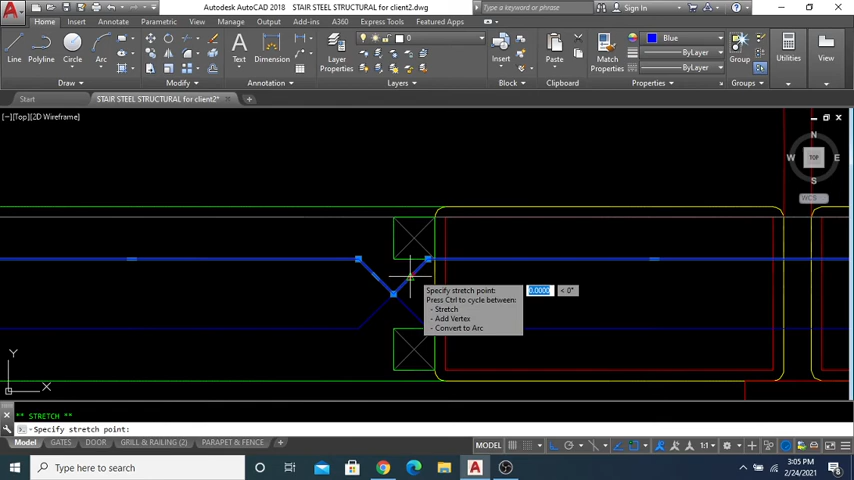 Autodesk AutoCAD 2018 STAIR STEEL STRUCTURAL for client2.dwg
Type a keyword or phrase
Sign In
Home Insert Annotate Parametric View Manage Output Add-ins A360 Express Tools Featured Apps
Line Polyline Circle Arc
Text Dimension
Layer Properties
0
Insert
Paste
Match Properties
Blue
ByLayer
ByLayer
Group
Utilities
View
Draw Modify Annotation Layers Block Clipboard Properties Groups
Start STAIR STEEL STRUCTURAL for client2*
[−][Top][2D Wireframe]
N
W TOP E
S
WCS
Specify stretch point: 0.0000 < 0°
Press Ctrl to cycle between:
- Stretch
- Add Vertex
- Convert to Arc
Y
X
** STRETCH **
Specify stretch point:
Model GATES DOOR GRILL & RAILING (2) PARAPET & FENCE
MODEL
1:1
Type here to search
3:05 PM
2/24/2021